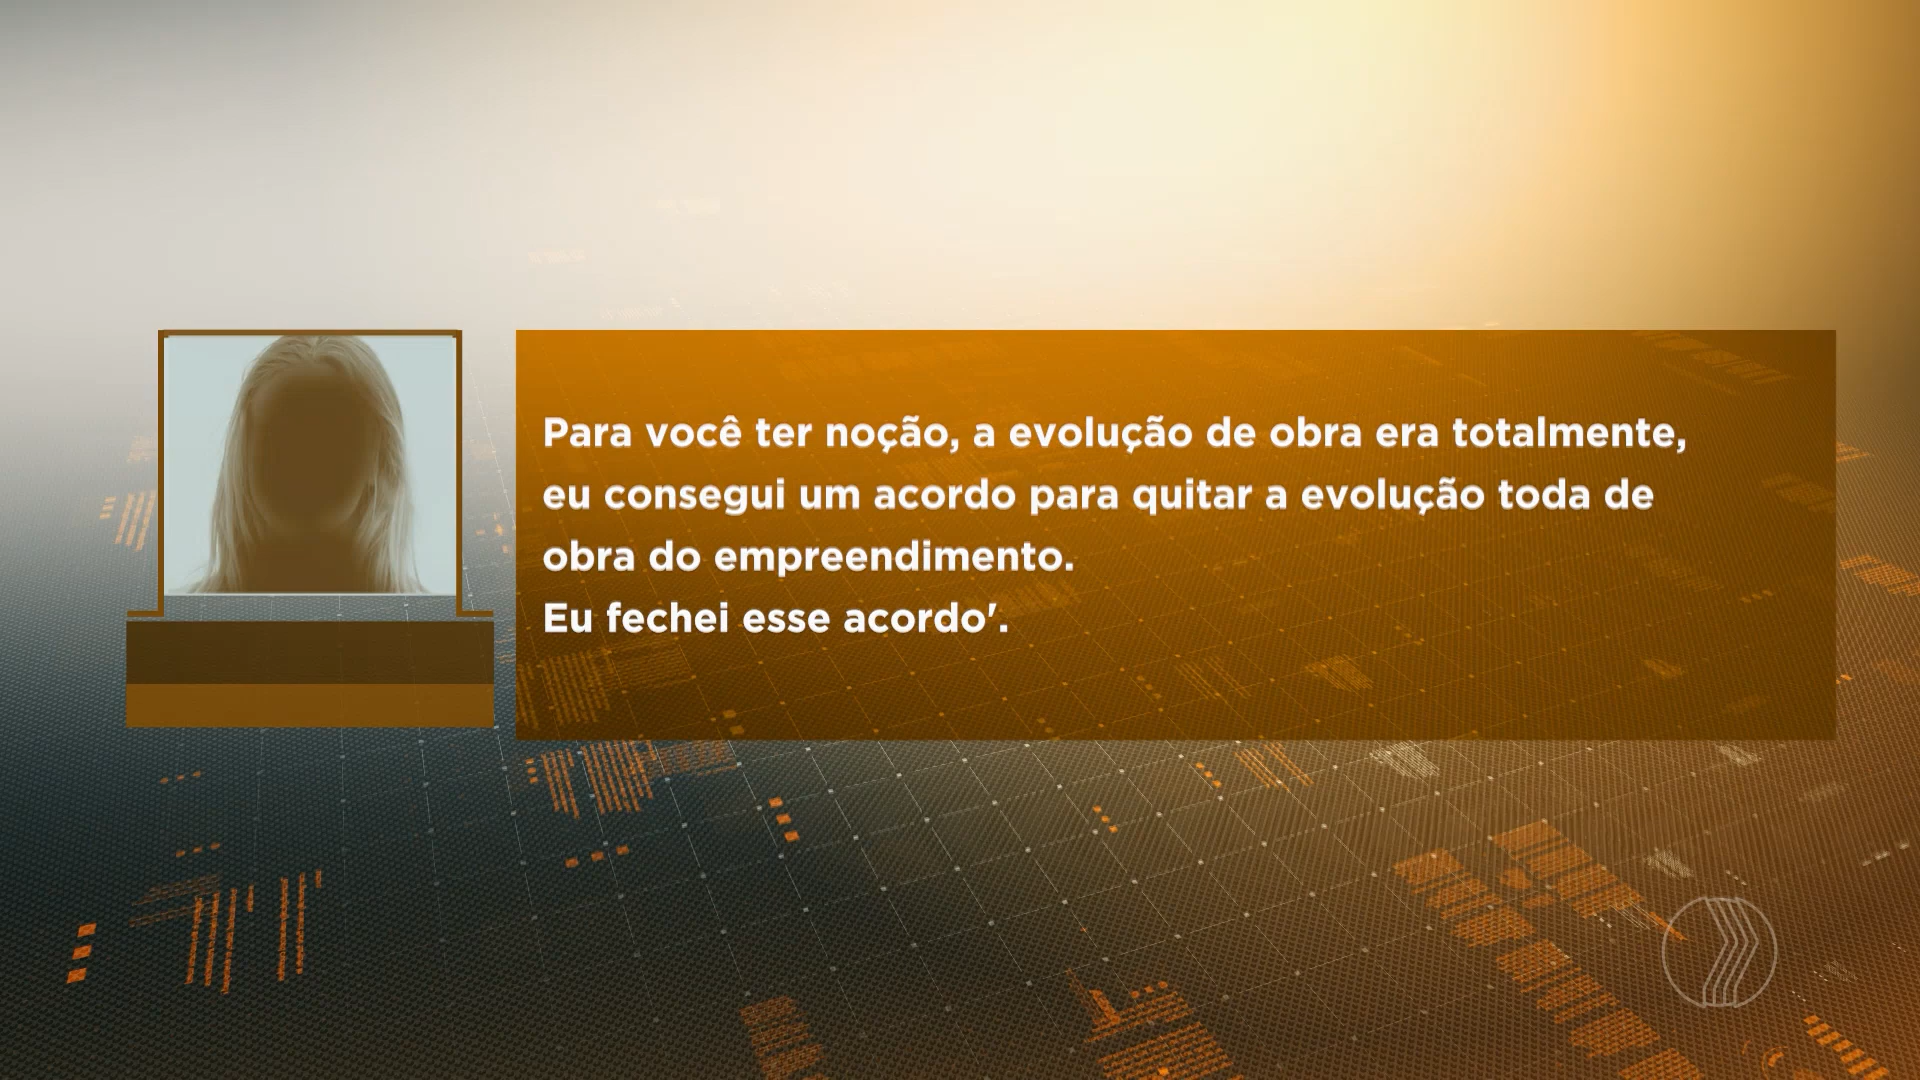 Para você ter noção, a evolução de obra era totalmente,
eu consegui um acordo para quitar a evolução toda de
obra do empreendimento.
Eu fechei esse acordo'.